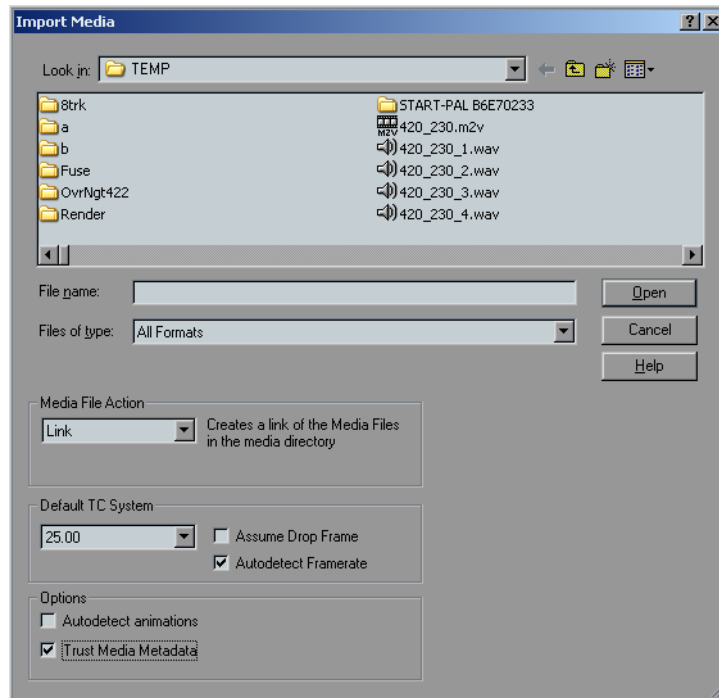 Import Media
Look in: TEMP
8trk
a
b
Fuse
OvrNgt422
Render
START-PAL B6E70233
M2V 420_230.m2v
420_230_1.wav
420_230_2.wav
420_230_3.wav
420_230_4.wav
File name:
Open
Files of type: All Formats
Cancel
Help
Media File Action
Link
Creates a link of the Media Files
in the media directory
Default TC System
25.00
Assume Drop Frame
Autodetect Framerate
Options
Autodetect animations
Trust Media Metadata